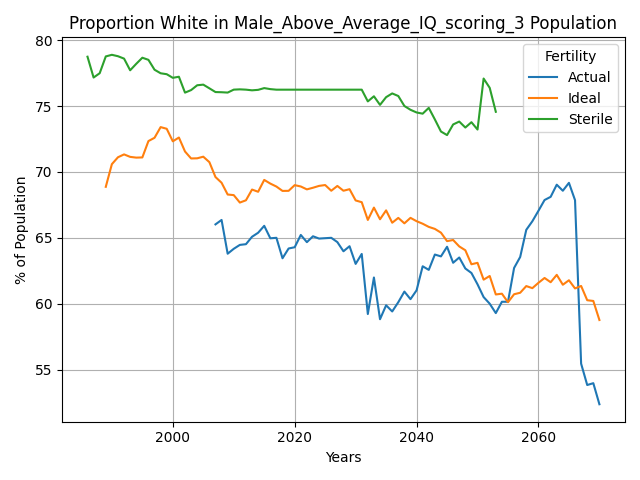 Proportion White in Male_Above_Average_IQ_scoring_3 Population
% of Population
80
75
70
65
60
55
Fertility
Actual
Ideal
Sterile
2000
2020
2040
2060
Years